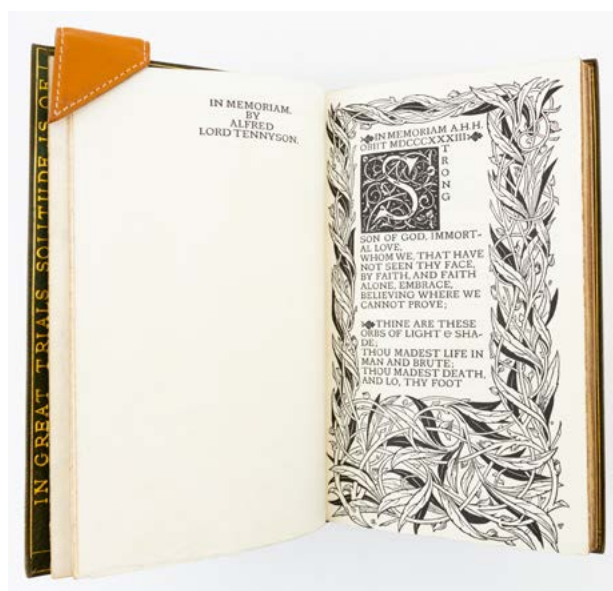 IN GREAT TRIALS SOLITUDE IS OF
IN MEMORIAM,
BY
ALFRED
LORD TENNYSON.
IN MEMORIAM A.H.H.
OBIIT MDCCCXXXIII
STRONG
SON OF GOD, IMMORT-
AL LOVE,
WHOM WE, THAT HAVE
NOT SEEN THY FACE,
BY FAITH, AND FAITH
ALONE, EMBRACE,
BELIEVING WHERE WE
CANNOT PROVE;
THINE ARE THESE
ORBS OF LIGHT & SHA-
DE;
THOU MADEST LIFE IN
MAN AND BRUTE;
THOU MADEST DEATH,
AND LO, THY FOOT